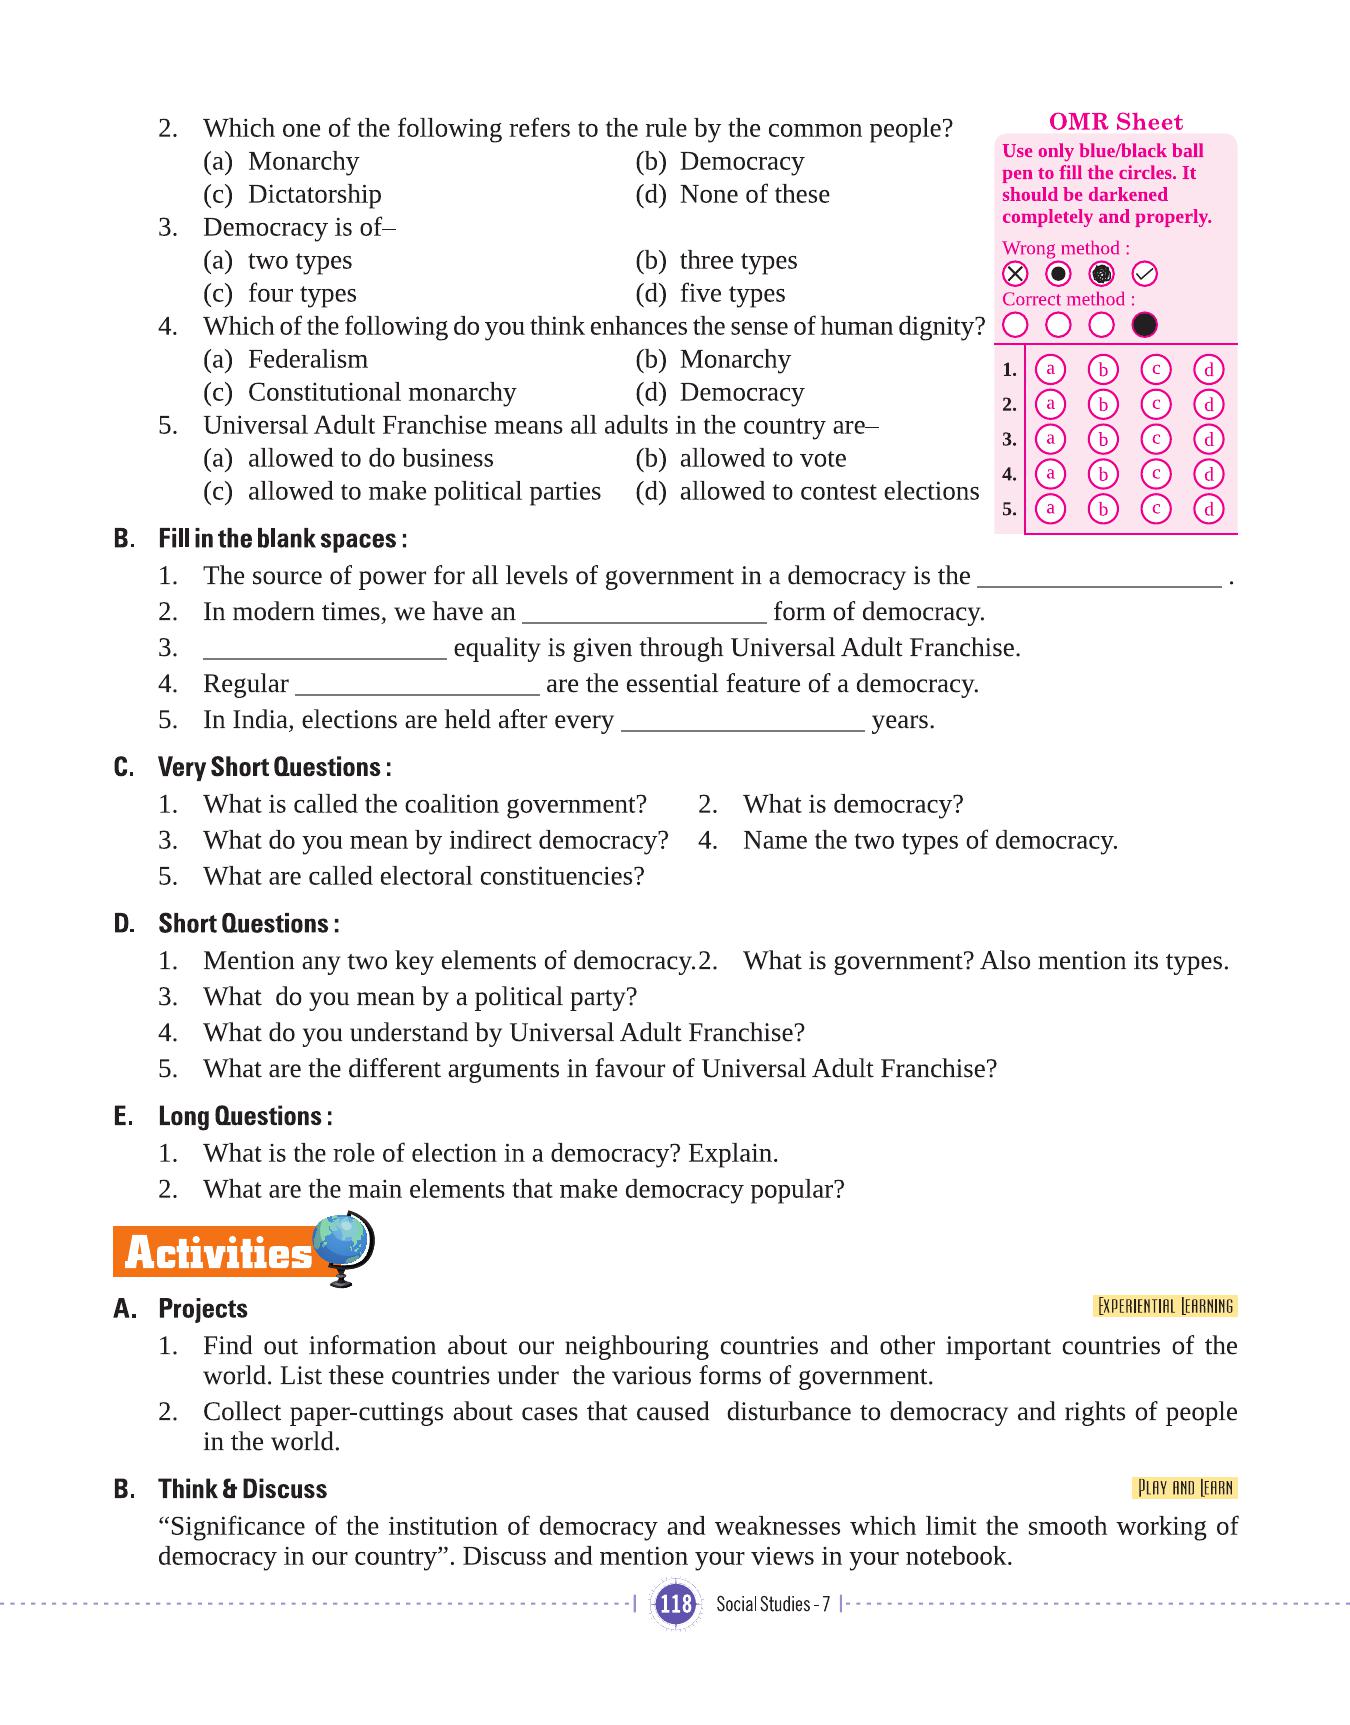 2. Which one of the following refers to the rule by the common people?
(a) Monarchy (b) Democracy
(c) Dictatorship (d) None of these
3. Democracy is of–
(a) two types (b) three types
(c) four types (d) five types
4. Which of the following do you think enhances the sense of human dignity?
(a) Federalism (b) Monarchy
(c) Constitutional monarchy (d) Democracy
5. Universal Adult Franchise means all adults in the country are–
(a) allowed to do business (b) allowed to vote
(c) allowed to make political parties (d) allowed to contest elections
OMR Sheet
Use only blue/black ball
pen to fill the circles. It
should be darkened
completely and properly.
Wrong method :
Correct method :
1. a b c d
2. a b c d
3. a b c d
4. a b c d
5. a b c d
B. Fill in the blank spaces :
1. The source of power for all levels of government in a democracy is the __________________ .
2. In modern times, we have an __________________ form of democracy.
3. __________________ equality is given through Universal Adult Franchise.
4. Regular __________________ are the essential feature of a democracy.
5. In India, elections are held after every __________________ years.
C. Very Short Questions :
1. What is called the coalition government? 2. What is democracy?
3. What do you mean by indirect democracy? 4. Name the two types of democracy.
5. What are called electoral constituencies?
D. Short Questions :
1. Mention any two key elements of democracy. 2. What is government? Also mention its types.
3. What do you mean by a political party?
4. What do you understand by Universal Adult Franchise?
5. What are the different arguments in favour of Universal Adult Franchise?
E. Long Questions :
1. What is the role of election in a democracy? Explain.
2. What are the main elements that make democracy popular?
Activities
A. Projects Experiential Learning
1. Find out information about our neighbouring countries and other important countries of the
world. List these countries under the various forms of government.
2. Collect paper-cuttings about cases that caused disturbance to democracy and rights of people
in the world.
B. Think & Discuss Play and Learn
“Significance of the institution of democracy and weaknesses which limit the smooth working of
democracy in our country”. Discuss and mention your views in your notebook.
118 Social Studies - 7